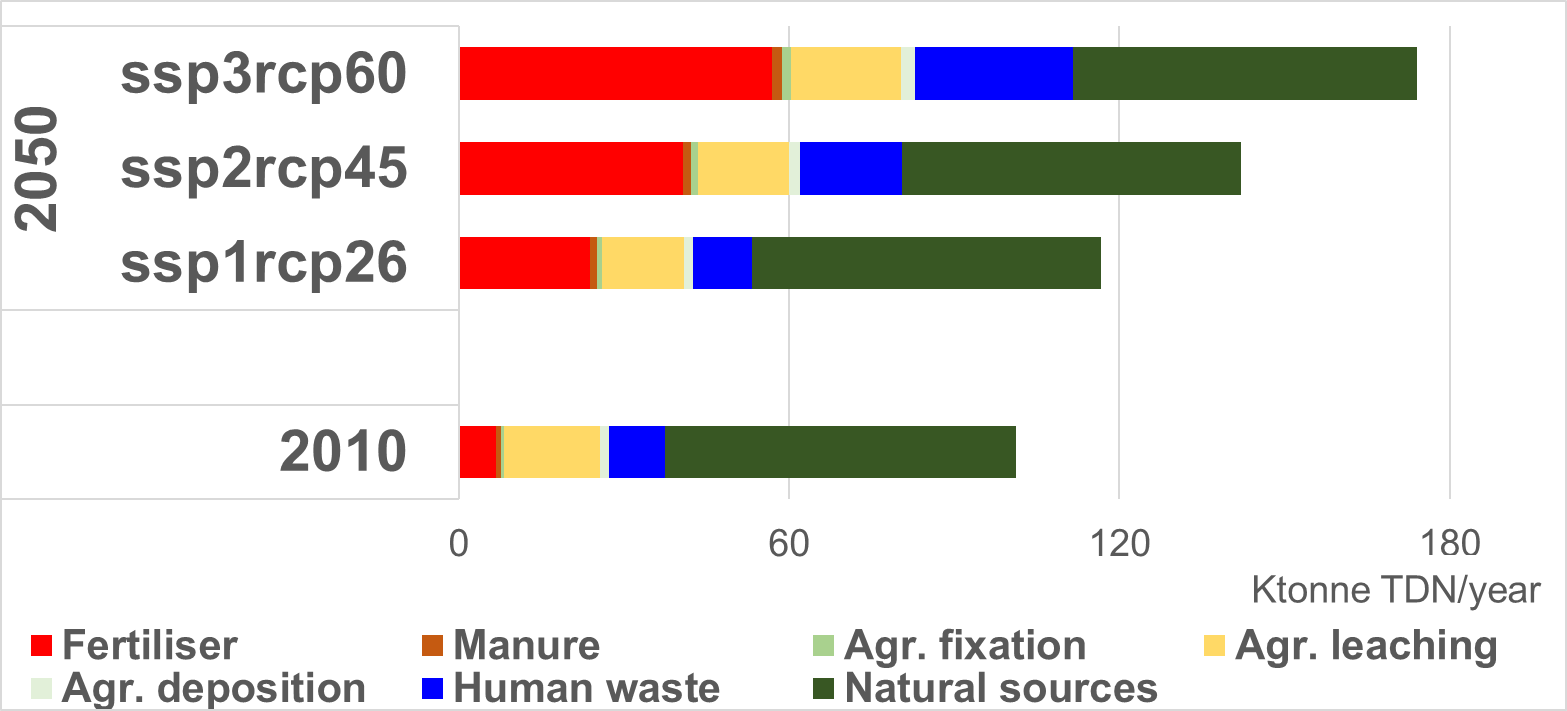 2050
ssp3rcp60
ssp2rcp45
ssp1rcp26
2010
0 60 120 180
Ktonne TDN/year
Fertiliser Manure Agr. fixation Agr. leaching
Agr. deposition Human waste Natural sources